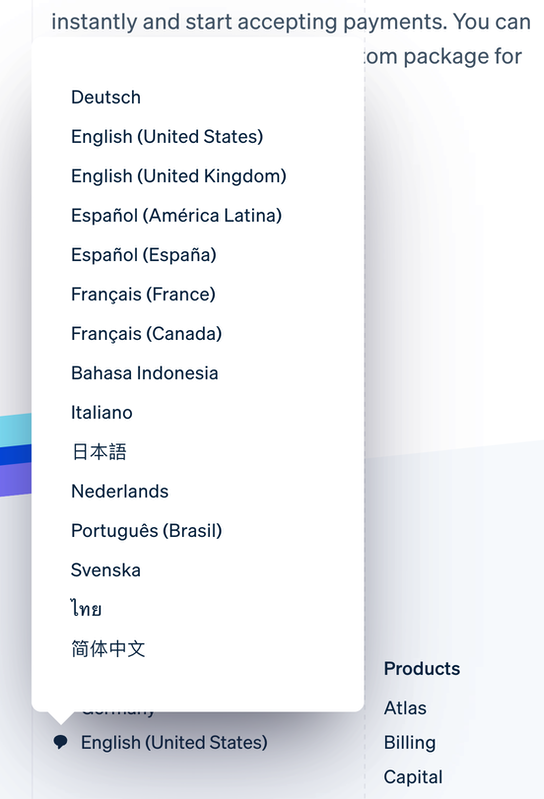 instantly and start accepting payments. You can
package for
Deutsch
English (United States)
English (United Kingdom)
Español (América Latina)
Español (España)
Français (France)
Français (Canada)
Bahasa Indonesia
Italiano
日本語
Nederlands
Português (Brasil)
Svenska
ไทย
简体中文
Germany
English (United States)
Products
Atlas
Billing
Capital